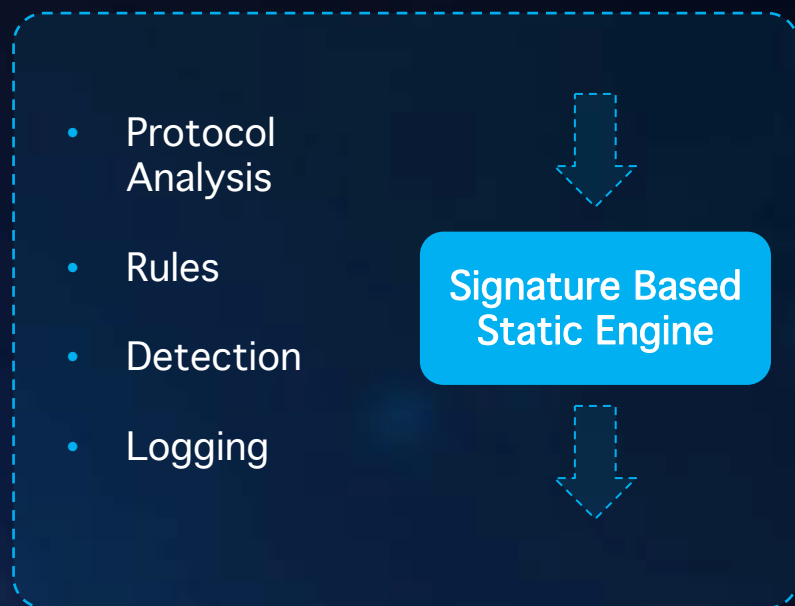 • Protocol
Analysis
• Rules
• Detection
• Logging
Signature Based
Static Engine